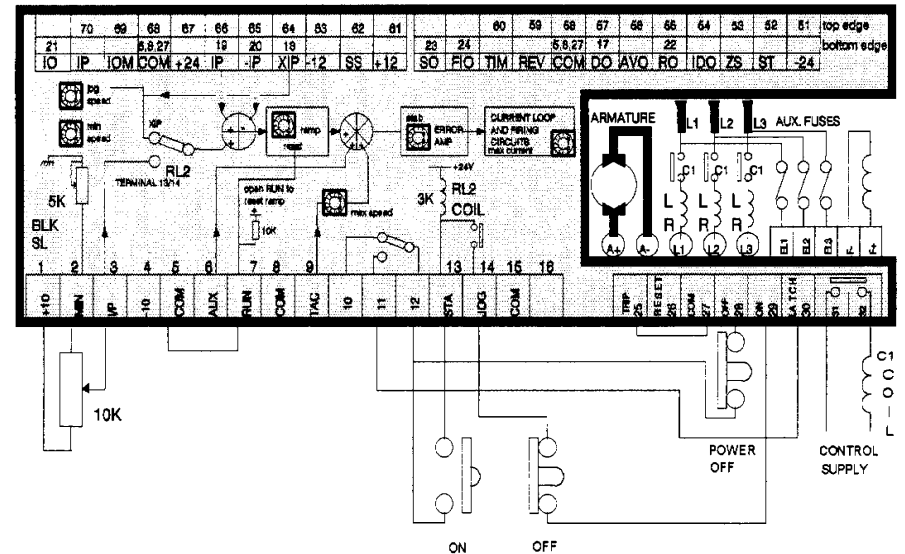 70 69 68 67 66 65 64 63 62 61 60 59 58 57 56 55 54 53 52 51 top edge
21 5,8,27 19 20 18 23 24 5,8,27 17 22 bottom edge
IO IP IOM COM +24 IP -IP XIP -12 SS +12 SO FIO TIM REV COM DO AVO RO IDO ZS ST -24
jog
speed
min
speed
XIP
RL2
TERMINAL 13/14
5K
BLK
SL
+ -
ramp
reset
open RUN to
reset ramp
10K
max speed
stab
ERROR
AMP
CURRENT LOOP
AND FIRING
CIRCUITS
max current
+24V
3K
RL2
COIL
ARMATURE
L1 L2 L3 AUX. FUSES
C1 C1 C1
L L L
R R R
A+ A- L1 L2 L3 EL1 EL2 EL3 F- F+
1 2 3 4 5 6 7 8 9 13 14 15 16
+10 MIN I/P -10 COM AUX RUN COM TAC 10 11 12 STA JOG COM
TRIP RESET COM OFF ON LATCH
25 26 27 28 29 30 S1 S2
10K
C1
COIL
POWER
OFF
CONTROL
SUPPLY
ON
OFF